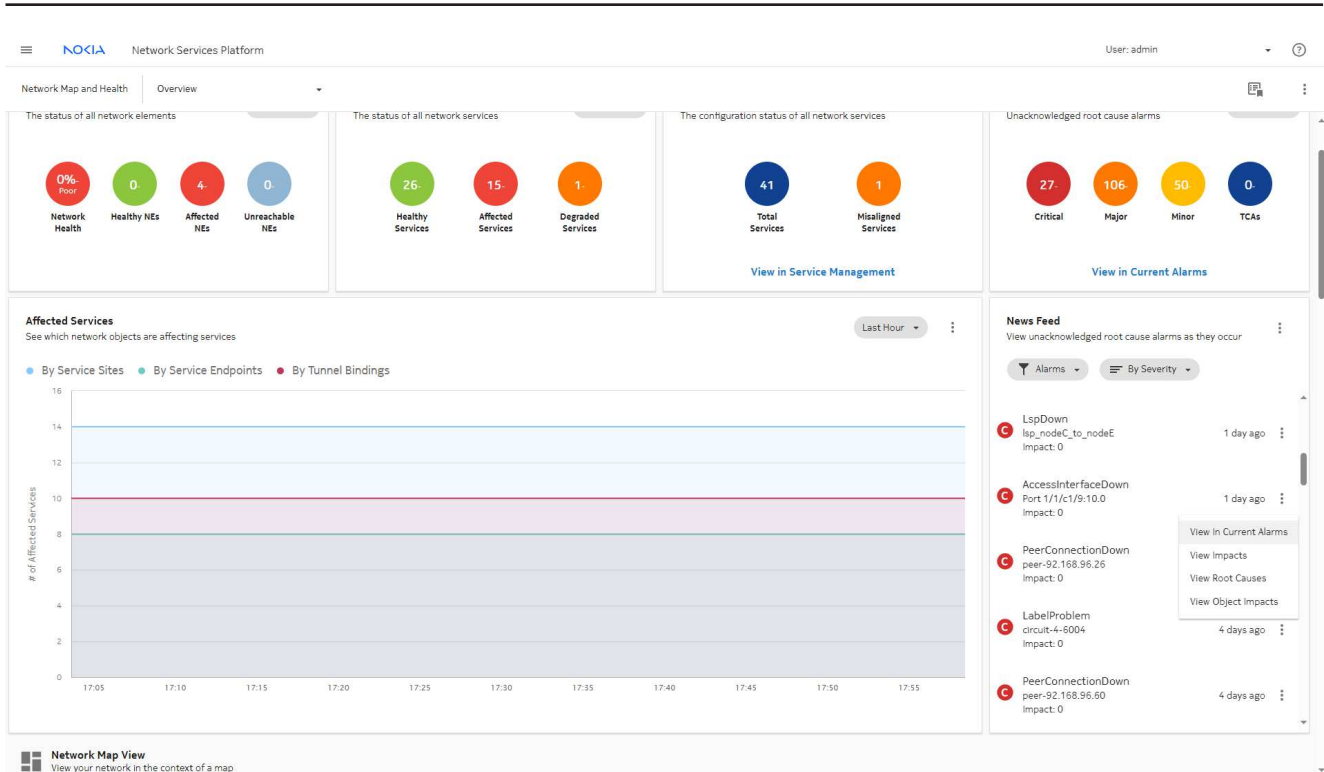 NOKIA Network Services Platform User: admin ?
Network Map and Health Overview
The status of all network elements
0%-
Poor
Network
Health
0-
Healthy NEs
4-
Affected
NEs
0-
Unreachable
NEs
The status of all network services
26-
Healthy
Services
15-
Affected
Services
1-
Degraded
Services
The configuration status of all network services
41
Total
Services
1
Misaligned
Services
View in Service Management
Unacknowledged root cause alarms
27-
Critical
106-
Major
50-
Minor
0-
TCAs
View in Current Alarms
Affected Services
See which network objects are affecting services
Last Hour
By Service Sites By Service Endpoints By Tunnel Bindings
# of Affected Services
16
14
12
10
8
6
4
2
0
17:05 17:10 17:15 17:20 17:25 17:30 17:35 17:40 17:45 17:50 17:55
News Feed
View unacknowledged root cause alarms as they occur
Alarms By Severity
C
LspDown
lsp_nodeC_to_nodeE 1 day ago
Impact: 0
C
AccessInterfaceDown
Port 1/1/c1/9:10.0 1 day ago
Impact: 0
View In Current Alarms
View Impacts
View Root Causes
View Object Impacts
C
PeerConnectionDown
peer-92.168.96.26
Impact: 0
C
LabelProblem
circuit-4-6004 4 days ago
Impact: 0
C
PeerConnectionDown
peer-92.168.96.60 4 days ago
Impact: 0
Network Map View
View your network in the context of a map